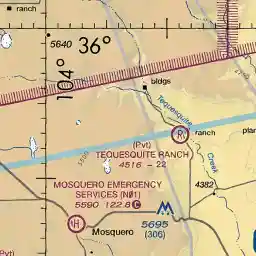 ranch
5640
36°
104°
bldgs
Tequesquite
Creek
R
ranch
(Pvt)
TEQUESQUITE RANCH
4516 - 22
MOSQUERO EMERGENCY
SERVICES (NM1)
5590 122.8 C
4382
H
Mosquero
5695
(306)
(Pvt)